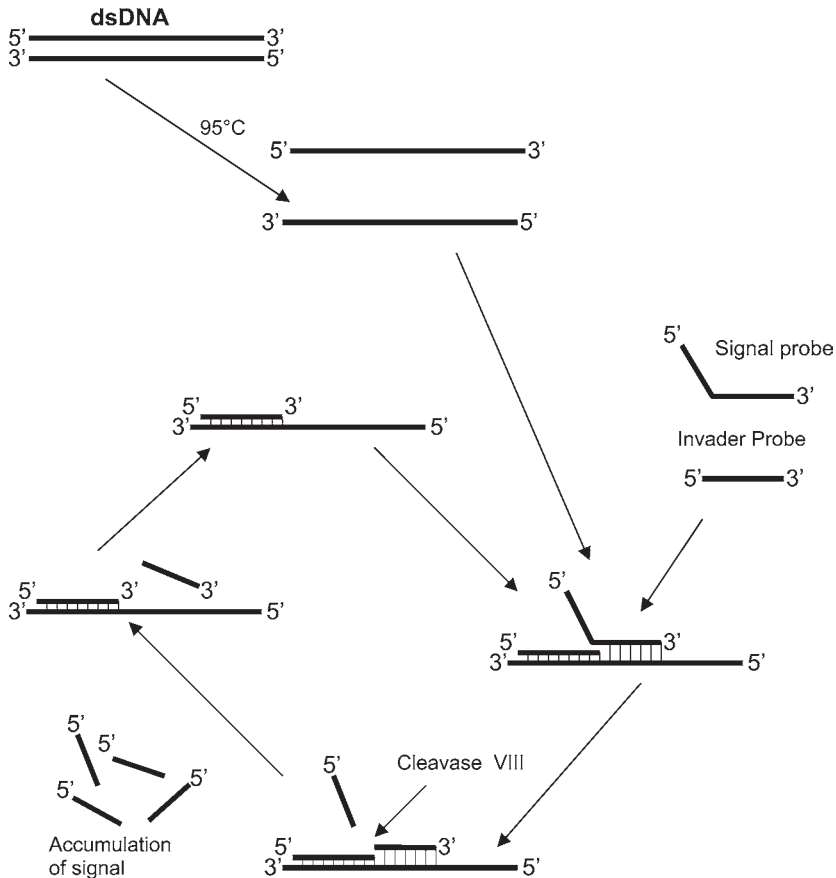 dsDNA
5’ 3’
3’ 5’
95°C
5’ 3’
3’ 5’
5’
Signal probe
3’
Invader Probe
5’ 3’
5’ 3’
3’ 5’
5’ 3’ 3’
3’ 5’
5’
5’ 3’
3’ 5’
5’
5’
5’ 5’
Accumulation
of signal
Cleavase VIII
5’
5’ 3’
3’ 5’